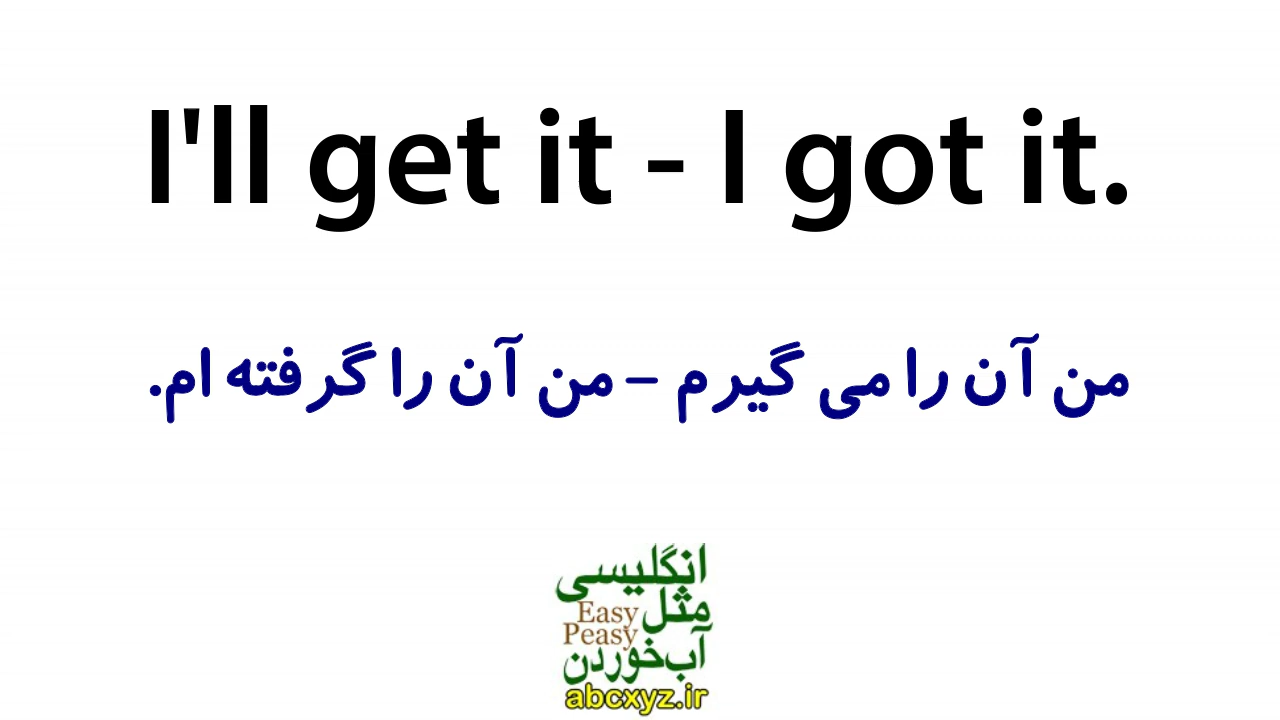 I'll get it - I got it.
من آن را می گیرم – من آن را گرفته ام.
انگلیسی
مثل
Easy
Peasy
آب خوردن
abcxyz.ir